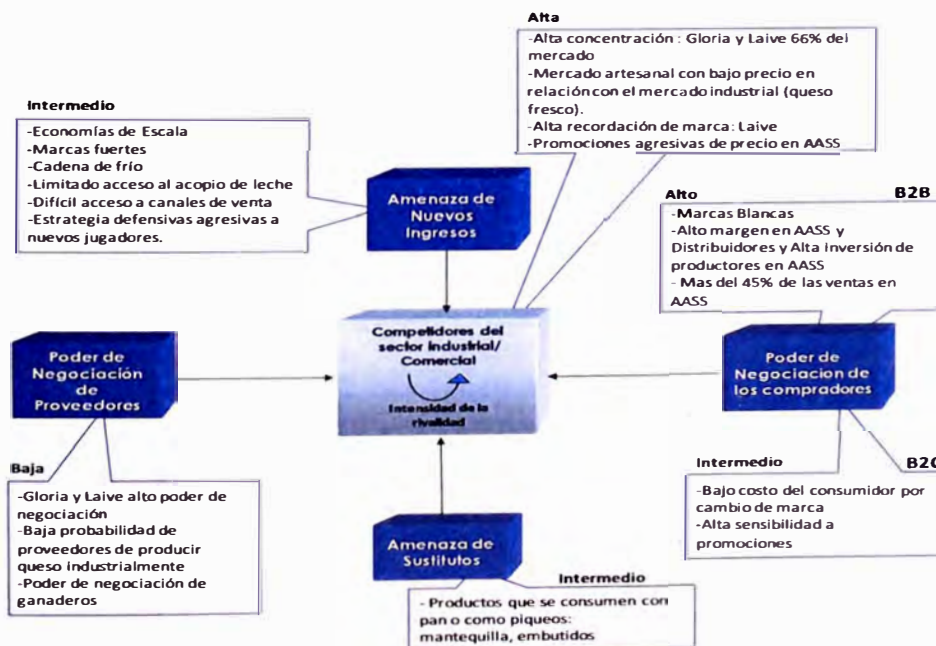 Alta
-Alta concentración : Gloria y Laive 66% del
mercado
-Mercado artesanal con bajo precio en
relación con el mercado industrial (queso
fresco).
-Alta recordación de marca: Laive
-Promociones agresivas de precio en AASS
Intermedio
-Economías de Escala
-Marcas fuertes
-Cadena de frío
-Limitado acceso al acopio de leche
-Difícil acceso a canales de venta
-Estrategia defensivas agresivas a
nuevos jugadores.
Amenaza de
Nuevos
Ingresos
Alto B2B
-Marcas Blancas
-Alto margen en AASS y
Distribuidores y Alta inversión de
productores en AASS
- Mas del 45% de las ventas en
AASS
Poder de
Negociación
de
Proveedores
Competidores del
sector industrial/
Comercial
Intensidad de la
rivalidad
Poder de
Negociacion de
los compradores
Baja
-Gloria y Laive alto poder de
negociación
-Baja probabilidad de
proveedores de producir
queso industrialmente
-Poder de negociación de
ganaderos
Intermedio B2C
-Bajo costo del consumidor por
cambio de marca
-Alta sensibilidad a
promociones
Amenaza de
Sustitutos
Intermedio
- Productos que se consumen con
pan o como piqueos:
mantequilla, embutidos